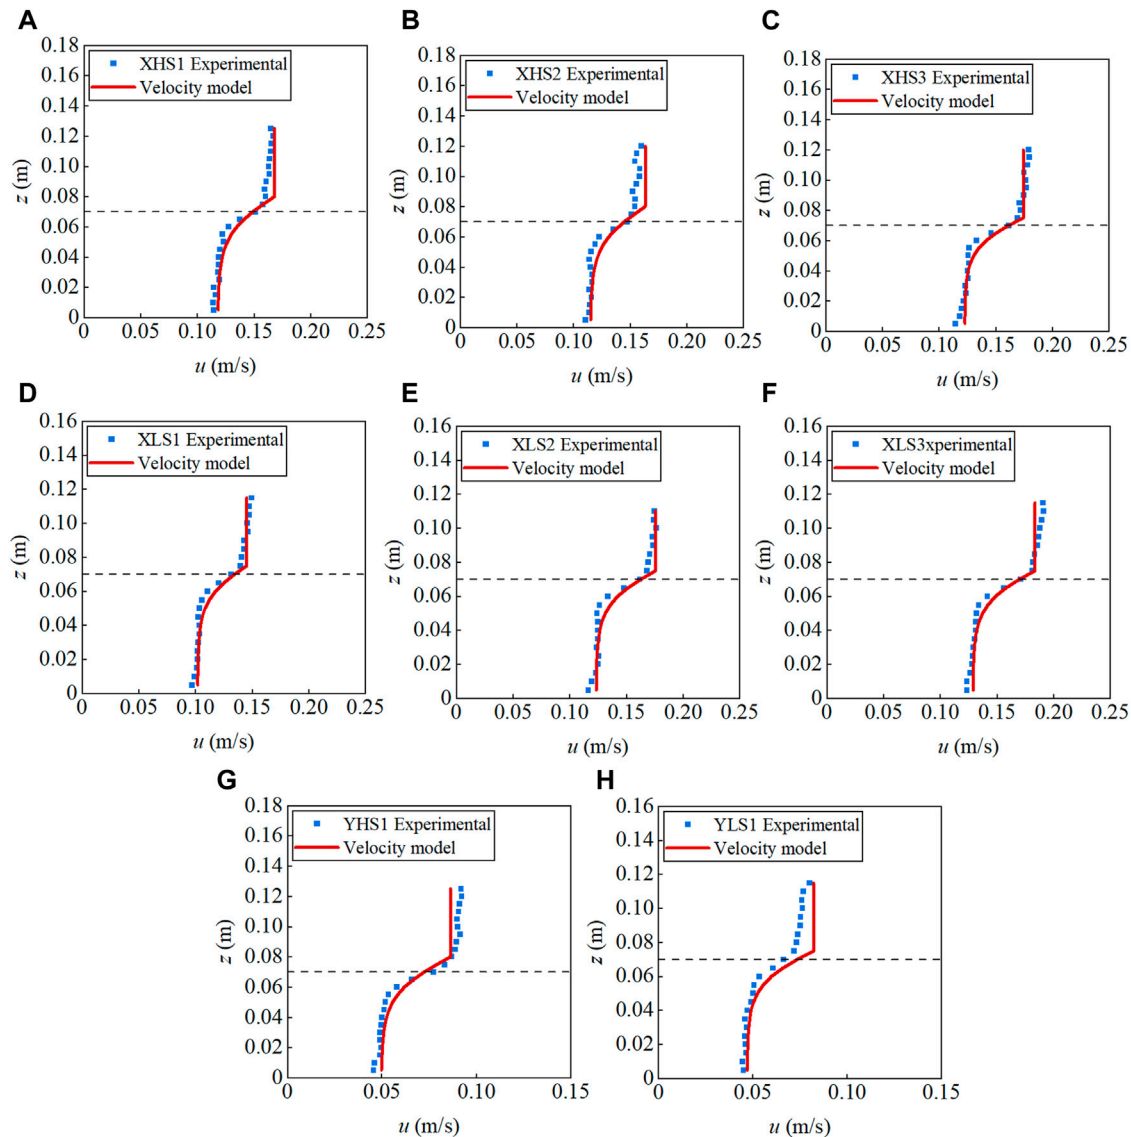 A
0.18
XHS1 Experimental
0.16
Velocity model
0.14
0.12
0.10
z (m)
0.08
0.06
0.04
0.02
0
0 0.05 0.10 0.15 0.20 0.25
u (m/s)
B
0.18
XHS2 Experimental
0.16
Velocity model
0.14
0.12
0.10
z (m)
0.08
0.06
0.04
0.02
0
0 0.05 0.10 0.15 0.20 0.25
u (m/s)
C
0.18
XHS3 Experimental
0.16
Velocity model
0.14
0.12
0.10
z (m)
0.08
0.06
0.04
0.02
0
0 0.05 0.10 0.15 0.20 0.25
u (m/s)
D
0.16
XLS1 Experimental
0.14
Velocity model
0.12
0.10
z (m)
0.08
0.06
0.04
0.02
0
0 0.05 0.10 0.15 0.20 0.25
u (m/s)
E
0.16
XLS2 Experimental
0.14
Velocity model
0.12
0.10
z (m)
0.08
0.06
0.04
0.02
0
0 0.05 0.10 0.15 0.20 0.25
u (m/s)
F
0.16
XLS3xperimental
0.14
Velocity model
0.12
0.10
z (m)
0.08
0.06
0.04
0.02
0
0 0.05 0.10 0.15 0.20 0.25
u (m/s)
G
0.18
YHS1 Experimental
0.16
Velocity model
0.14
0.12
0.10
z (m)
0.08
0.06
0.04
0.02
0
0 0.05 0.10 0.15
u (m/s)
H
0.16
YLS1 Experimental
0.14
Velocity model
0.12
0.10
z (m)
0.08
0.06
0.04
0.02
0
0 0.05 0.10 0.15
u (m/s)